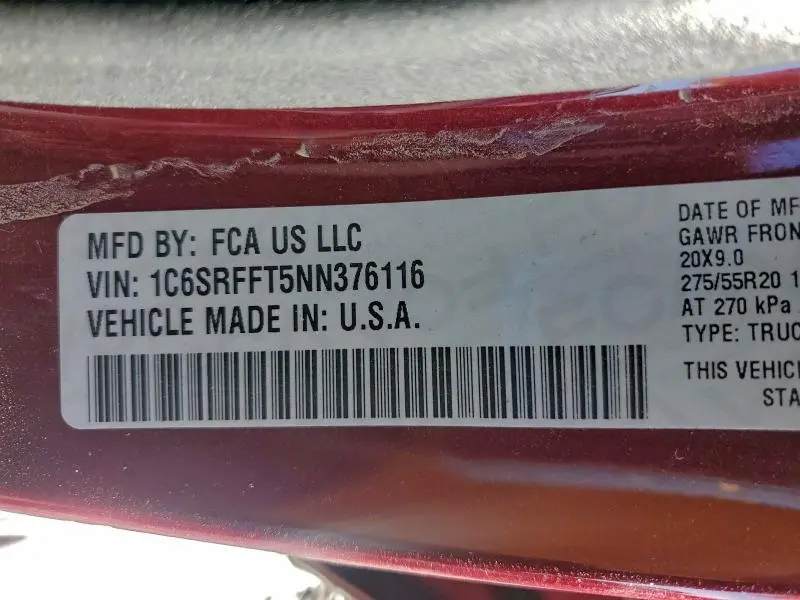 MFD BY: FCA US LLC
VIN: 1C6SRFFT5NN376116
VEHICLE MADE IN: U.S.A.
DATE OF MF
GAWR FRON
20X9.0
275/55R20 1
AT 270 kPa
TYPE: TRUC
THIS VEHIC
STA